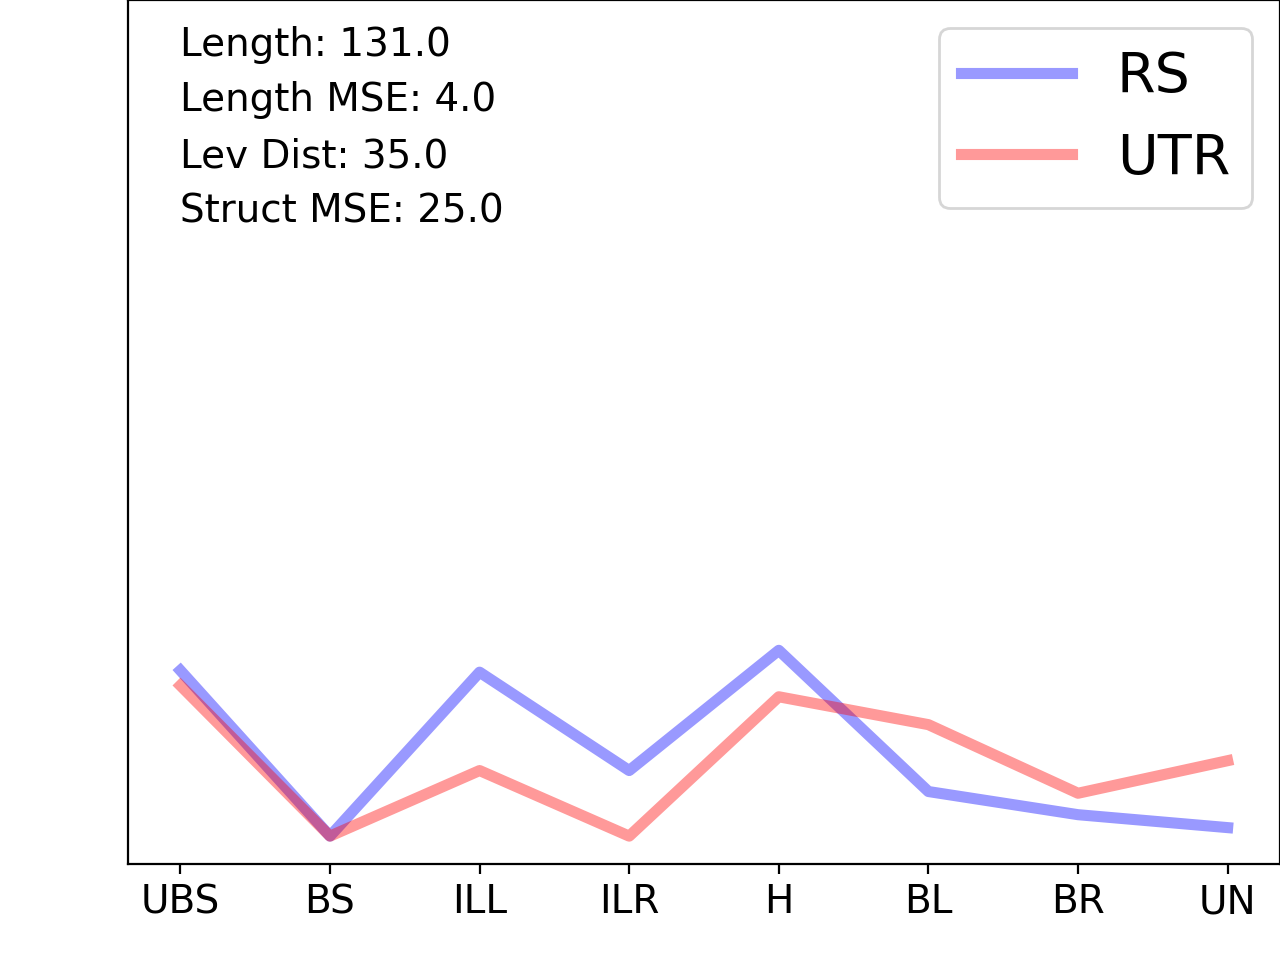 Length: 131.0
Length MSE: 4.0
Lev Dist: 35.0
Struct MSE: 25.0
RS
UTR
UBS BS ILL ILR H BL BR UN